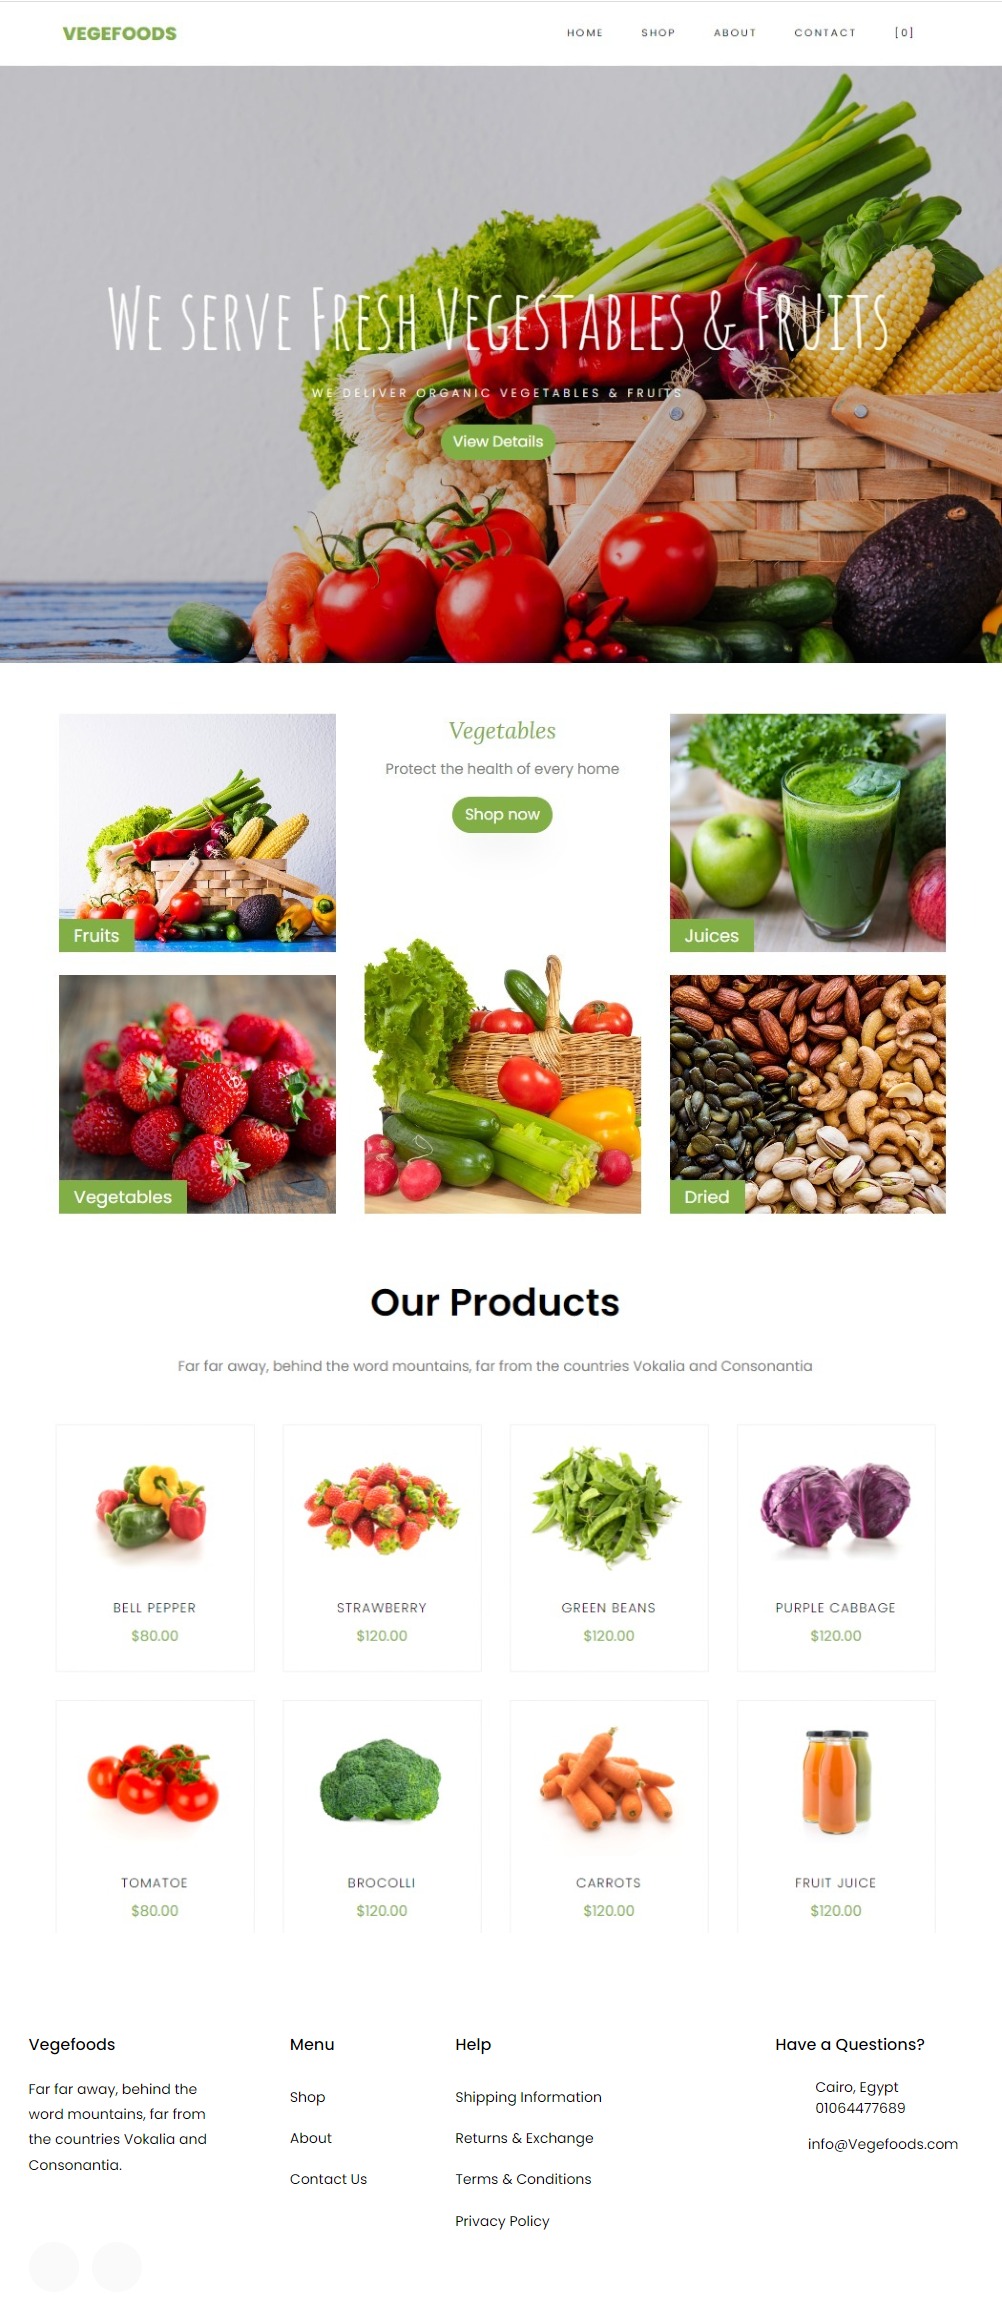 VEGEFOODS
HOME SHOP ABOUT CONTACT [0]
WE SERVE FRESH VEGESTABLES & FRUITS
WE DELIVER ORGANIC VEGETABLES & FRUITS
View Details
Vegetables
Protect the health of every home
Shop now
Fruits
Juices
Vegetables
Dried
Our Products
Far far away, behind the word mountains, far from the countries Vokalia and Consonantia
BELL PEPPER
$80.00
STRAWBERRY
$120.00
GREEN BEANS
$120.00
PURPLE CABBAGE
$120.00
TOMATOE
$80.00
BROCOLLI
$120.00
CARROTS
$120.00
FRUIT JUICE
$120.00
Vegefoods
Far far away, behind the
word mountains, far from
the countries Vokalia and
Consonantia.
Menu
Shop
About
Contact Us
Help
Shipping Information
Returns & Exchange
Terms & Conditions
Privacy Policy
Have a Questions?
Cairo, Egypt
01064477689
info@Vegefoods.com